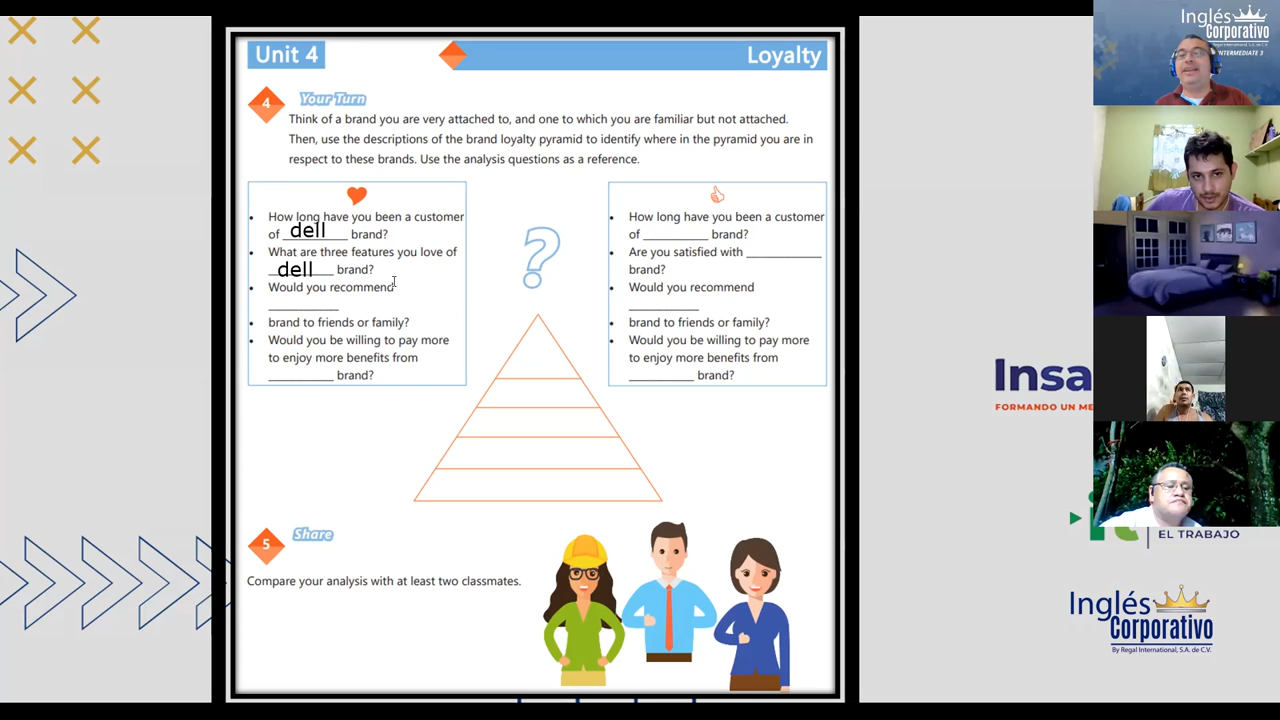 Unit 4
Loyalty
4
Your Turn
Think of a brand you are very attached to, and one to which you are familiar but not attached.
Then, use the descriptions of the brand loyalty pyramid to identify where in the pyramid you are in
respect to these brands. Use the analysis questions as a reference.
• How long have you been a customer
of dell brand?
• What are three features you love of
dell brand?
• Would you recommend
• brand to friends or family?
• Would you be willing to pay more
to enjoy more benefits from
brand?
?
• How long have you been a customer
of brand?
• Are you satisfied with
brand?
• Would you recommend
• brand to friends or family?
• Would you be willing to pay more
to enjoy more benefits from
brand?
5
Share
Compare your analysis with at least two classmates.
Inglés
Corporativo
By Regal International, S.A. de C.V.
INTERMEDIATE 3
Insa
FORMANDO UN ME
EL TRABAJO
Inglés
Corporativo
By Regal International, S.A. de C.V.